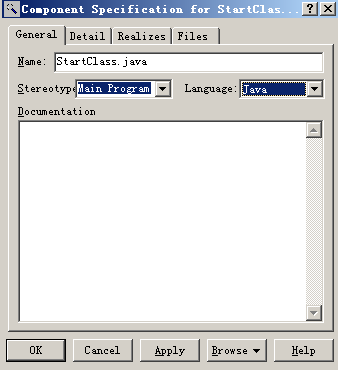 Component Specification for StartClas...
General Detail Realizes Files
Name: StartClass.java
Stereotype Main Program Language: Java
Documentation
OK Cancel Apply Browse Help